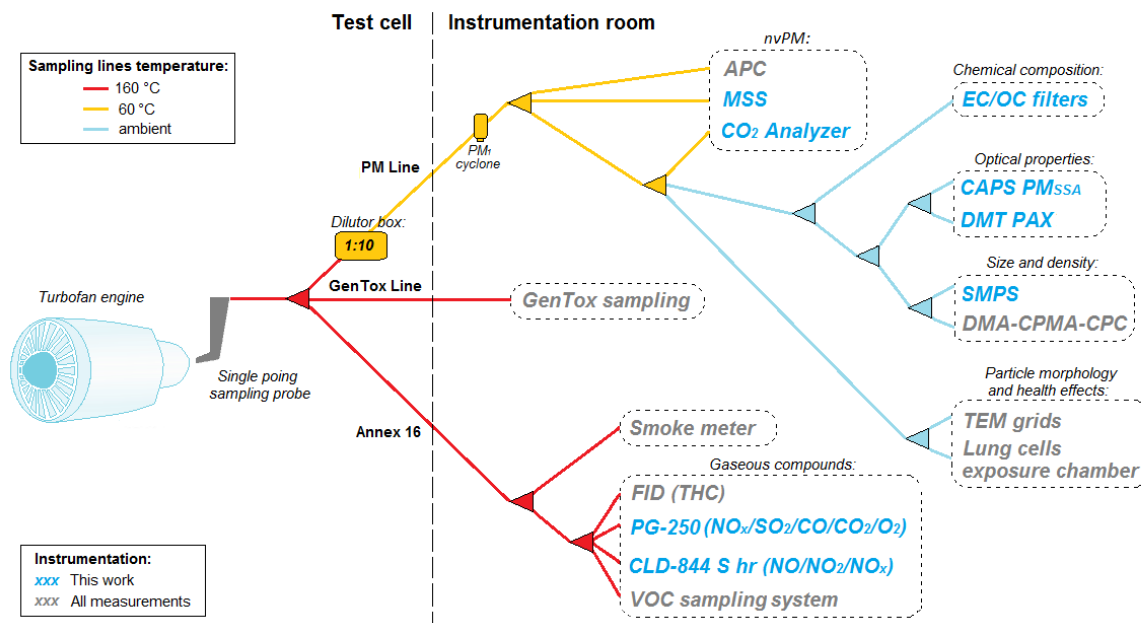 Test cell
Instrumentation room
Sampling lines temperature:
160 °C
60 °C
ambient
nvPM:
APC
MSS
CO₂ Analyzer
Chemical composition:
EC/OC filters
PM₁
cyclone
PM Line
Optical properties:
CAPS PMSSA
DMT PAX
Dilutor box:
1:10
GenTox Line
GenTox sampling
Size and density:
SMPS
DMA-CPMA-CPC
Turbofan engine
Single poing
sampling probe
Particle morphology
and health effects:
TEM grids
Lung cells
exposure chamber
Annex 16
Smoke meter
Gaseous compounds:
FID (THC)
PG-250 (NOₓ/SO₂/CO/CO₂/O₂)
CLD-844 S hr (NO/NO₂/NOₓ)
VOC sampling system
Instrumentation:
xxx This work
xxx All measurements